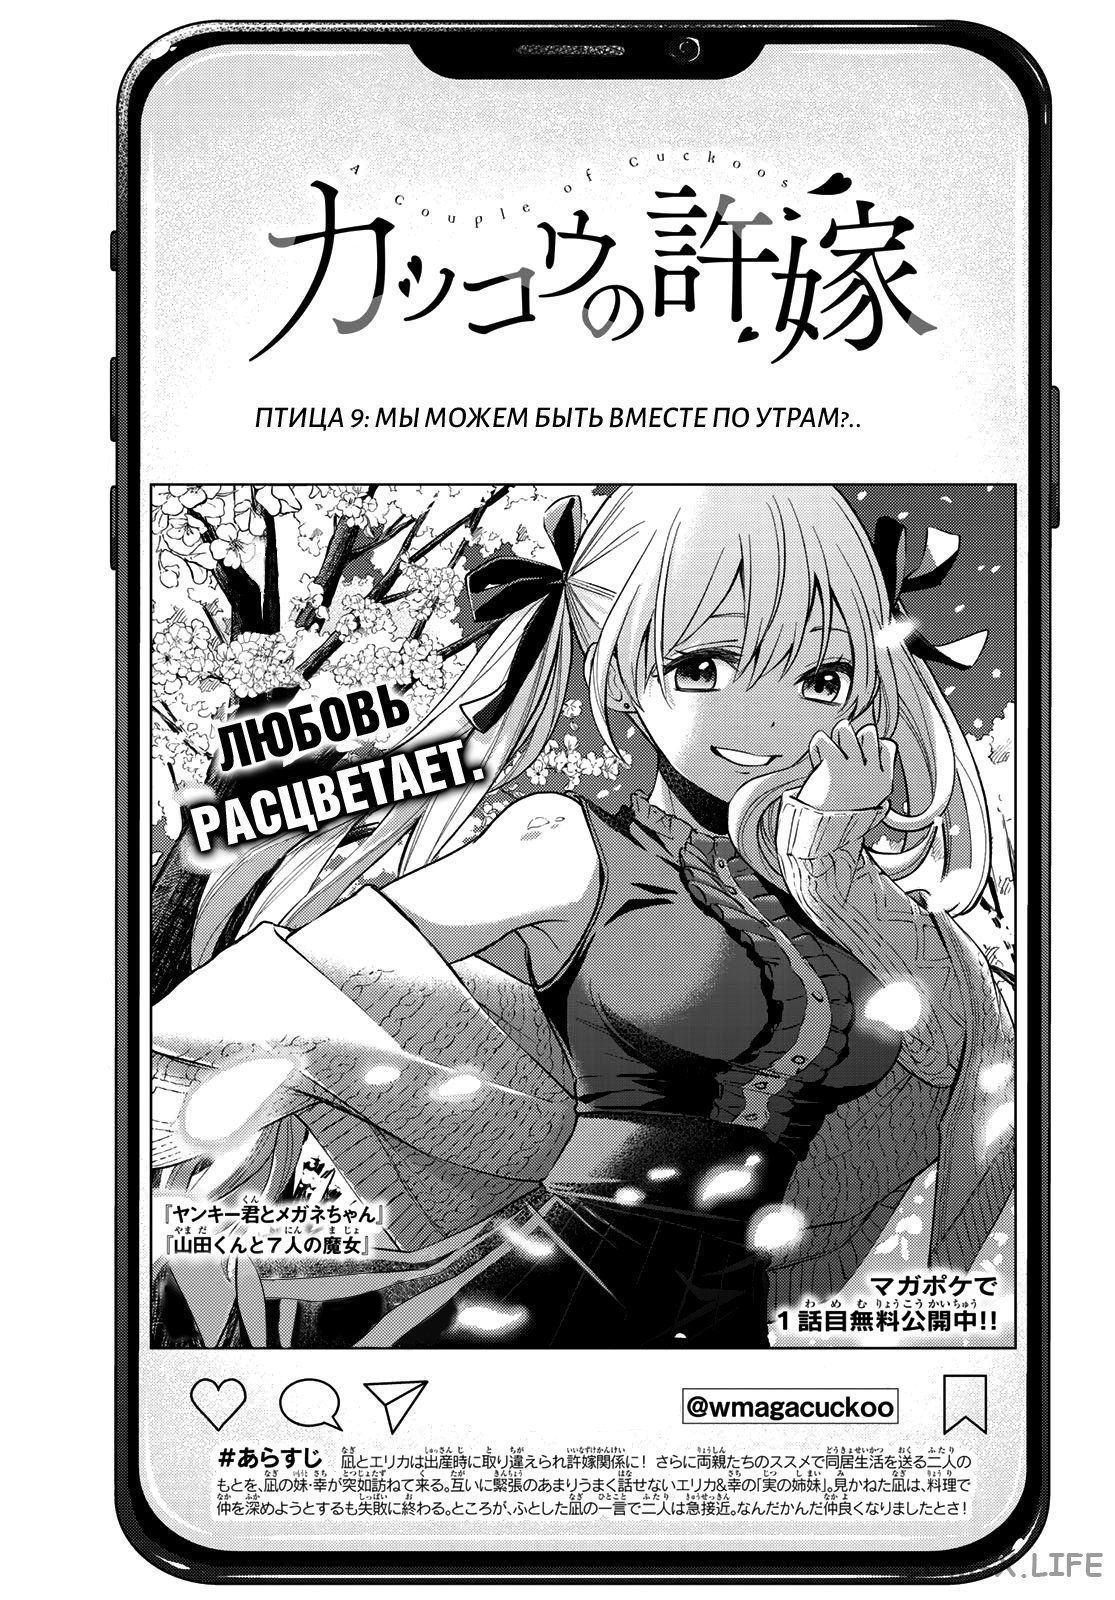 A Couple of Cuckoos
カッコウの許嫁
ПТИЦА 9: МЫ МОЖЕМ БЫТЬ ВМЕСТЕ ПО УТРАМ?..
ЛЮБОВЬ
РАСЦВЕТАЕТ.
『ヤンキー君とメガネちゃん』
『山田くんと7人の魔女』
マガポケで
1話目無料公開中!!
@wmagacuckoo
#あらすじ 凪とエリカは出産時に取り違えられ許嫁関係に! さらに両親たちのススメで同居生活を送る二人の
もとを、凪の妹・幸が突如訪ねて来る。互いに緊張のあまりうまく話せないエリカ&幸の「実の姉妹」。見かねた凪は、料理で
仲を深めようとするも失敗に終わる。ところが、ふとした凪の一言で二人は急接近。なんだかんだ仲良くなりましたとさ!
X.LIFE